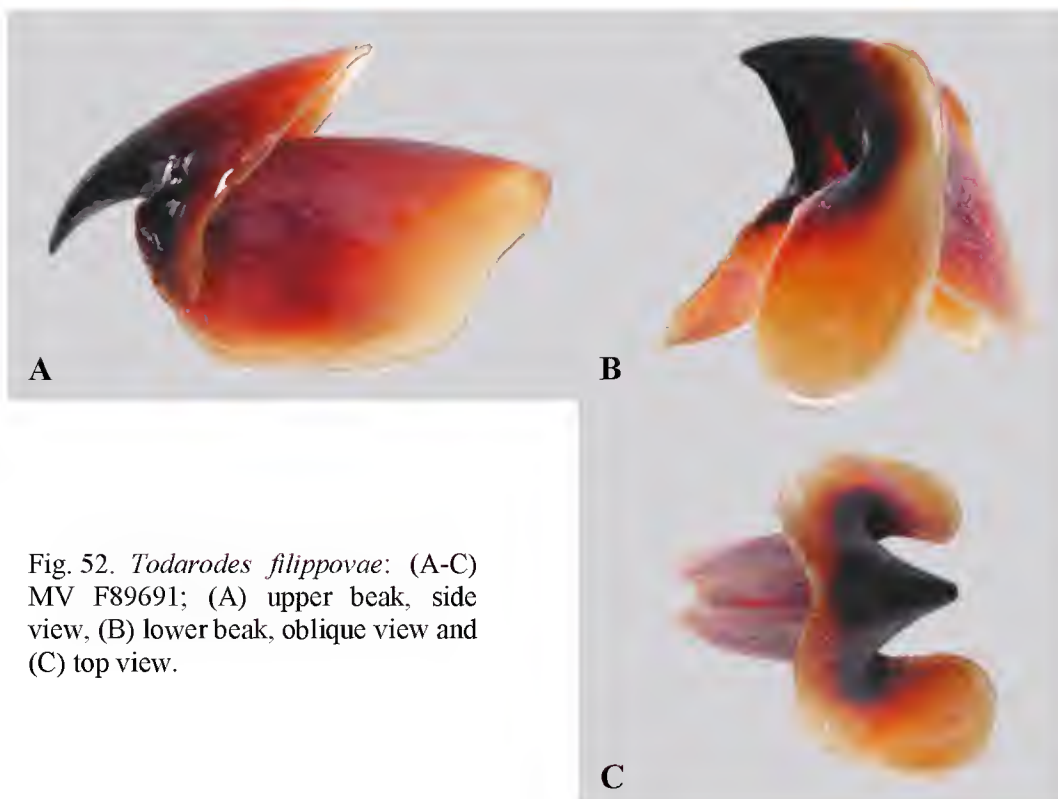 A
B
Fig. 52. Todarodes filippovae: (A-C)
MV F89691; (A) upper beak, side
view, (B) lower beak, oblique view and
(C) top view.
C